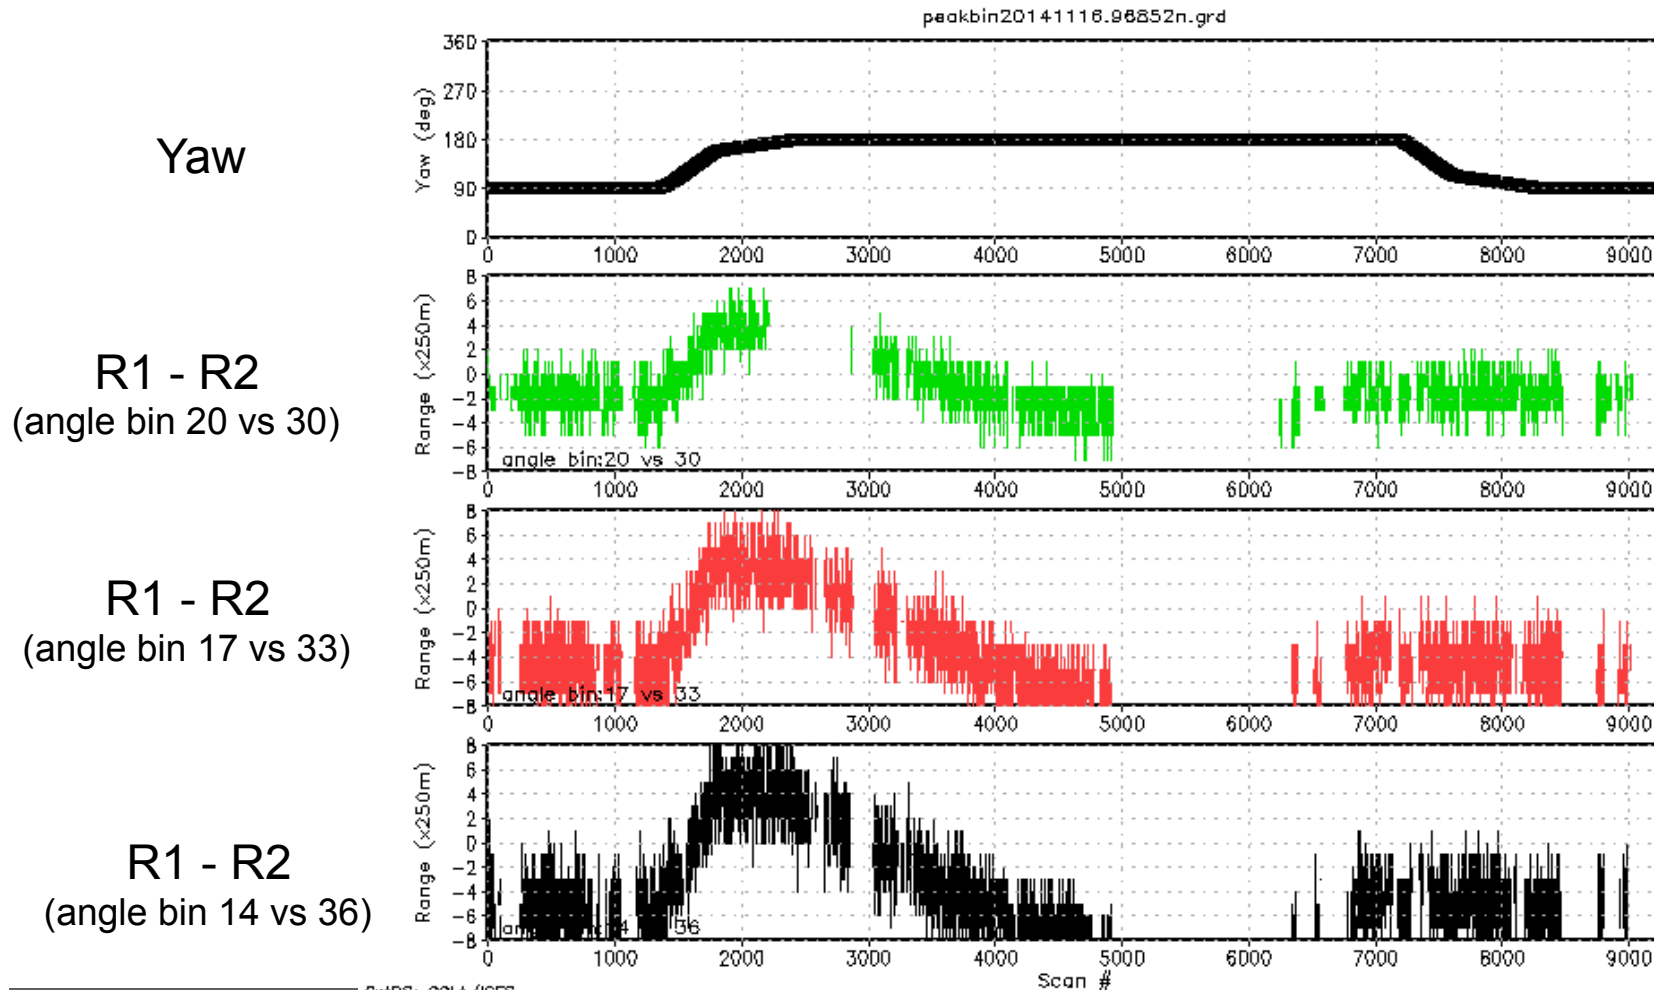 peakbin20141116.96852n.grd
Yaw
Yaw (deg)
360
270
180
90
0
0 1000 2000 3000 4000 5000 6000 7000 8000 9000
R1 - R2
(angle bin 20 vs 30)
Range (x250m)
8
6
4
2
0
-2
-4
-6
-8
angle bin:20 vs 30
0 1000 2000 3000 4000 5000 6000 7000 8000 9000
R1 - R2
(angle bin 17 vs 33)
Range (x250m)
8
6
4
2
0
-2
-4
-6
-8
angle bin:17 vs 33
0 1000 2000 3000 4000 5000 6000 7000 8000 9000
R1 - R2
(angle bin 14 vs 36)
Range (x250m)
8
6
4
2
0
-2
-4
-6
-8
36
0 1000 2000 3000 4000 5000 6000 7000 8000 9000
Scan #